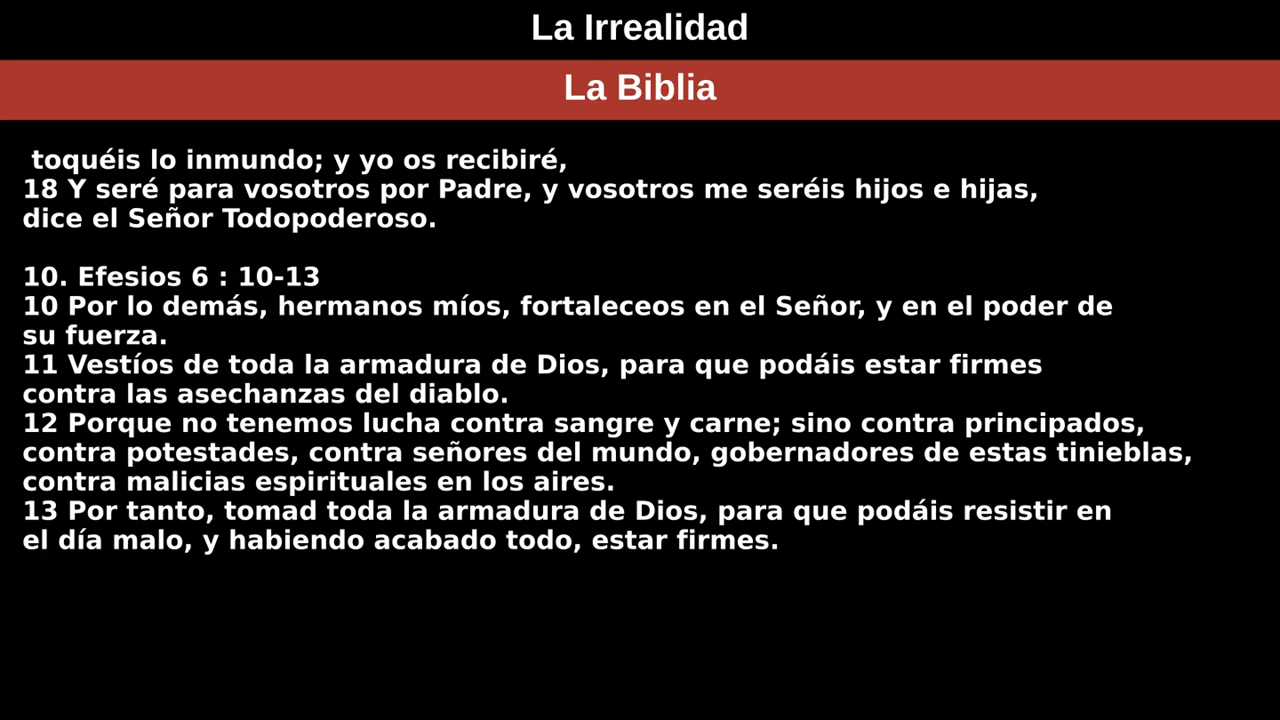 La Irrealidad
La Biblia
toquéis lo inmundo; y yo os recibiré,
18 Y seré para vosotros por Padre, y vosotros me seréis hijos e hijas,
dice el Señor Todopoderoso.
10. Efesios 6 : 10-13
10 Por lo demás, hermanos míos, fortaleceos en el Señor, y en el poder de
su fuerza.
11 Vestíos de toda la armadura de Dios, para que podáis estar firmes
contra las asechanzas del diablo.
12 Porque no tenemos lucha contra sangre y carne; sino contra principados,
contra potestades, contra señores del mundo, gobernadores de estas tinieblas,
contra malicias espirituales en los aires.
13 Por tanto, tomad toda la armadura de Dios, para que podáis resistir en
el día malo, y habiendo acabado todo, estar firmes.